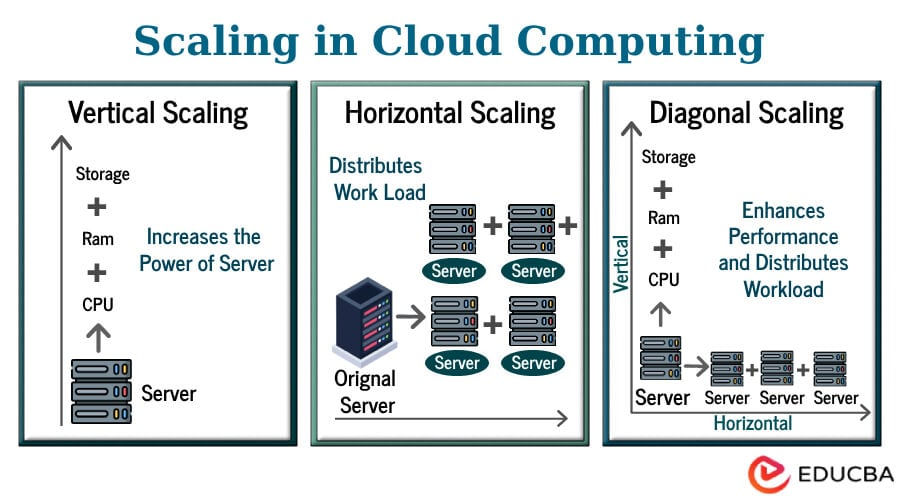 Scaling in Cloud Computing
Vertical Scaling
Storage
+
Ram
+
CPU
Increases the
Power of Server
Server
Horizontal Scaling
Distributes
Work Load
+ +
Server Server
+
Server Server
Orignal
Server
Diagonal Scaling
Storage
+
Ram
+
CPU
Vertical
Enhances
Performance
and Distributes
Workload
+ +
Server Server Server Server
Horizontal
EDUCBA